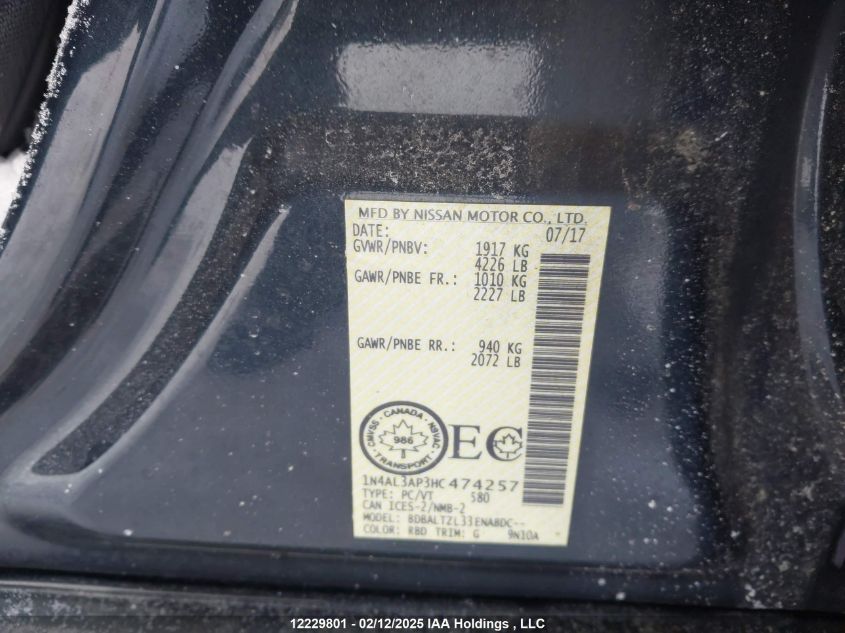 MFD BY NISSAN MOTOR CO., LTD.
DATE: 07/17
GVWR/PNBV: 1917 KG
4226 LB
GAWR/PNBE FR.: 1010 KG
2227 LB
GAWR/PNBE RR.: 940 KG
2072 LB
CMVSS · CANADA · NSVAC
986
TRANSPORT
EC
1N4AL3AP3HC474257
TYPE: PC/VT 580
CAN ICES-2/NMB-2
MODEL: BDBALTZL33ENABDC--
COLOR: RBD TRIM: G 9N10A
12229801 - 02/12/2025 IAA Holdings , LLC